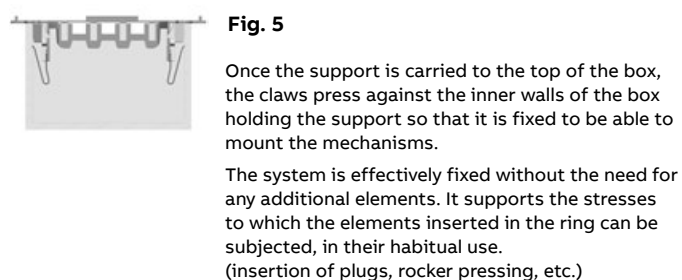 Fig. 5
Once the support is carried to the top of the box,
the claws press against the inner walls of the box
holding the support so that it is fixed to be able to
mount the mechanisms.
The system is effectively fixed without the need for
any additional elements. It supports the stresses
to which the elements inserted in the ring can be
subjected, in their habitual use.
(insertion of plugs, rocker pressing, etc.)